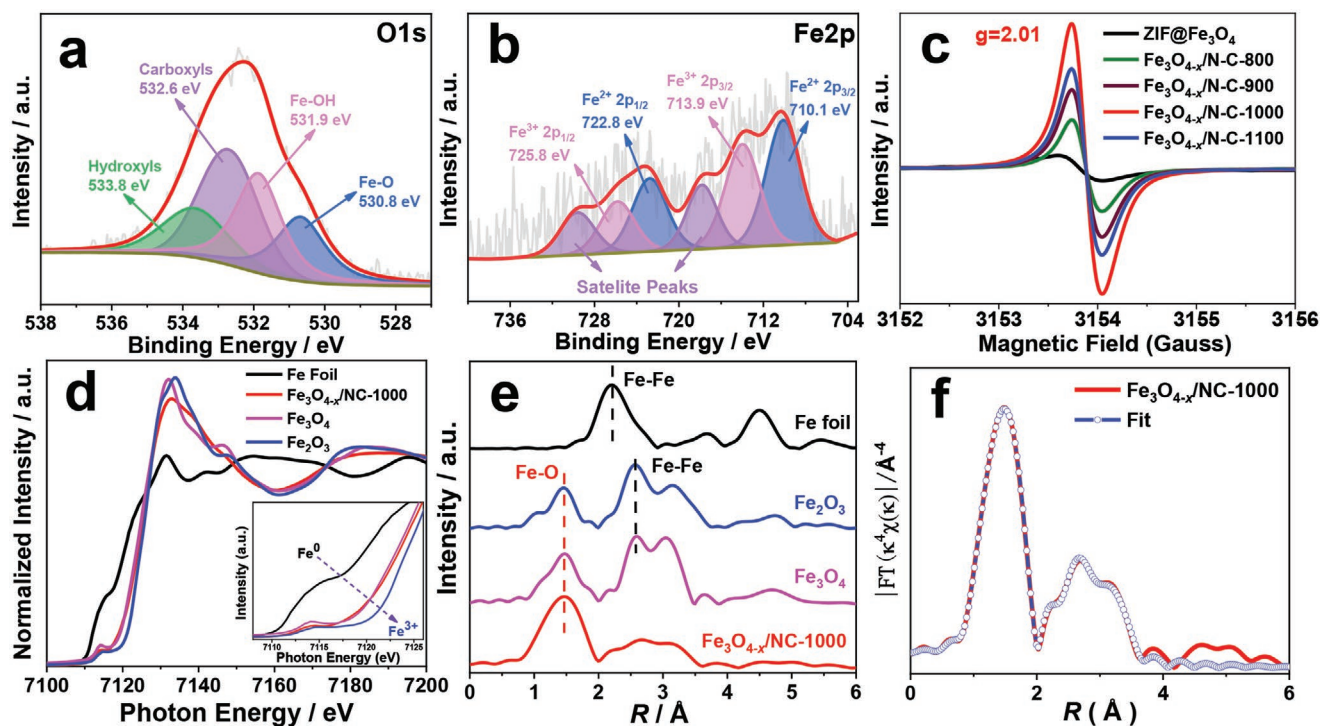 a
O1s
Carboxyls
532.6 eV
Fe-OH
531.9 eV
Hydroxyls
533.8 eV
Fe-O
530.8 eV
Intensity / a.u.
538 536 534 532 530 528
Binding Energy / eV
b
Fe2p
Fe³⁺ 2p₁/₂
725.8 eV
Fe²⁺ 2p₁/₂
722.8 eV
Fe³⁺ 2p₃/₂
713.9 eV
Fe²⁺ 2p₃/₂
710.1 eV
Satelite Peaks
Intensity / a.u.
736 728 720 712 704
Binding Energy / eV
c
g=2.01
ZIF@Fe₃O₄
Fe₃O₄₋ₓ/N-C-800
Fe₃O₄₋ₓ/N-C-900
Fe₃O₄₋ₓ/N-C-1000
Fe₃O₄₋ₓ/N-C-1100
Intensity / a.u.
3152 3153 3154 3155 3156
Magnetic Field (Gauss)
d
Fe Foil
Fe₃O₄₋ₓ/NC-1000
Fe₃O₄
Fe₂O₃
Normalized Intensity / a.u.
Intensity (a.u.)
Fe⁰
Fe³⁺
7110 7115 7120 7125
Photon Energy (eV)
7100 7120 7140 7160 7180 7200
Photon Energy / eV
e
Fe-Fe
Fe foil
Fe-O
Fe-Fe
Fe₂O₃
Fe₃O₄
Fe₃O₄₋ₓ/NC-1000
Intensity / a.u.
0 1 2 3 4 5 6
R / Å
f
Fe₃O₄₋ₓ/NC-1000
Fit
|FT(κ⁴χ(κ)| /Å⁻⁴
0 2 4 6
R ( Å )